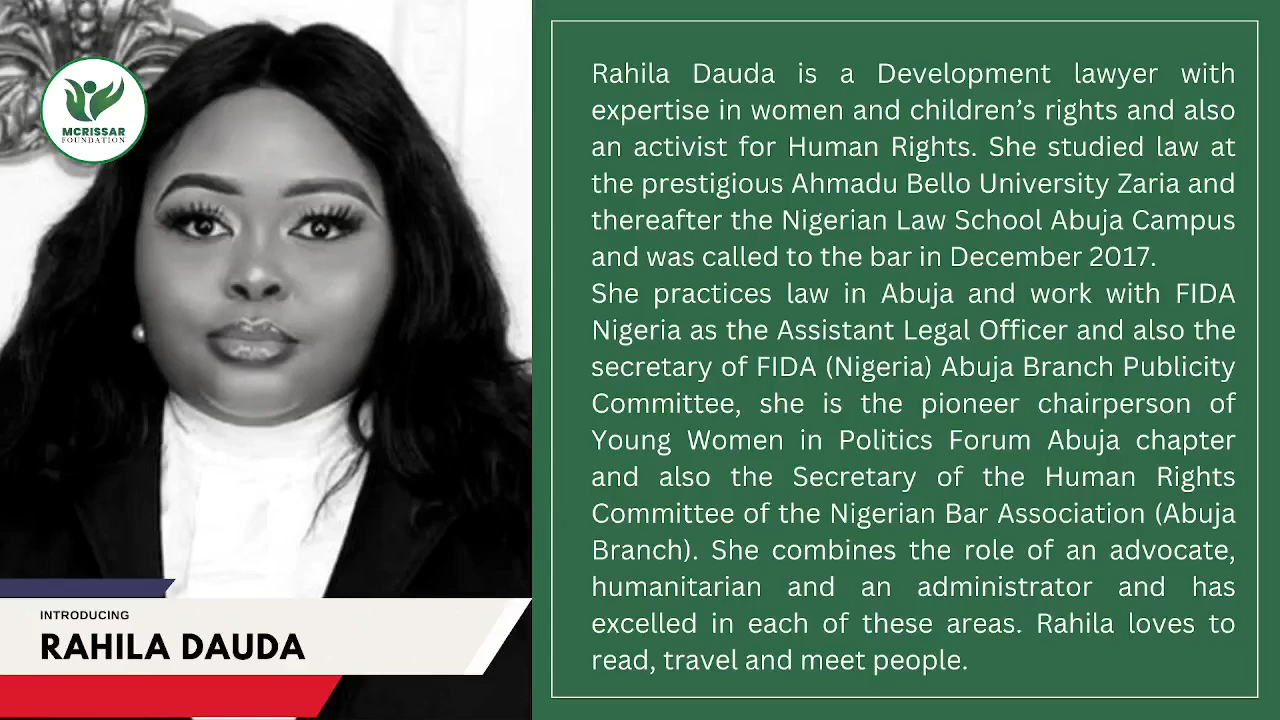 MCRISSAR
FOUNDATION
INTRODUCING
RAHILA DAUDA
Rahila Dauda is a Development lawyer with
expertise in women and children’s rights and also
an activist for Human Rights. She studied law at
the prestigious Ahmadu Bello University Zaria and
thereafter the Nigerian Law School Abuja Campus
and was called to the bar in December 2017.
She practices law in Abuja and work with FIDA
Nigeria as the Assistant Legal Officer and also the
secretary of FIDA (Nigeria) Abuja Branch Publicity
Committee, she is the pioneer chairperson of
Young Women in Politics Forum Abuja chapter
and also the Secretary of the Human Rights
Committee of the Nigerian Bar Association (Abuja
Branch). She combines the role of an advocate,
humanitarian and an administrator and has
excelled in each of these areas. Rahila loves to
read, travel and meet people.